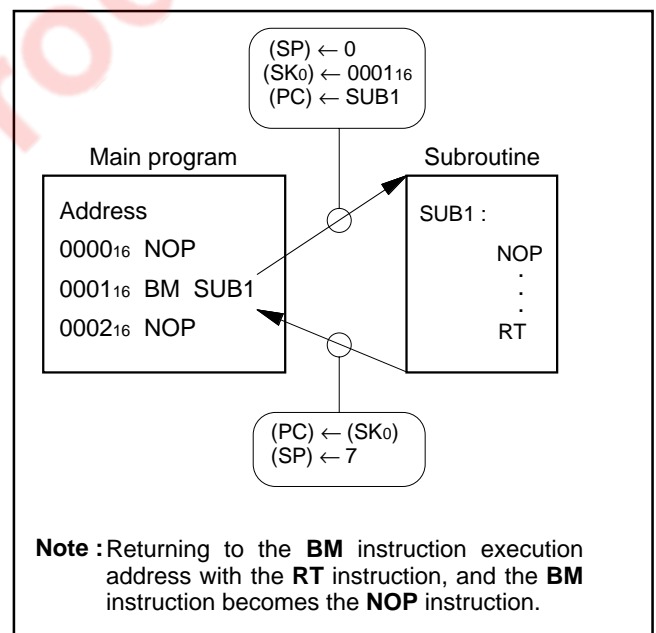 (SP) ← 0
(SK0) ← 000116
(PC) ← SUB1
Main program
Subroutine
Address
000016 NOP
000116 BM SUB1
000216 NOP
SUB1 :
NOP
.
.
.
RT
(PC) ← (SK0)
(SP) ← 7
Note : Returning to the BM instruction execution
address with the RT instruction, and the BM
instruction becomes the NOP instruction.